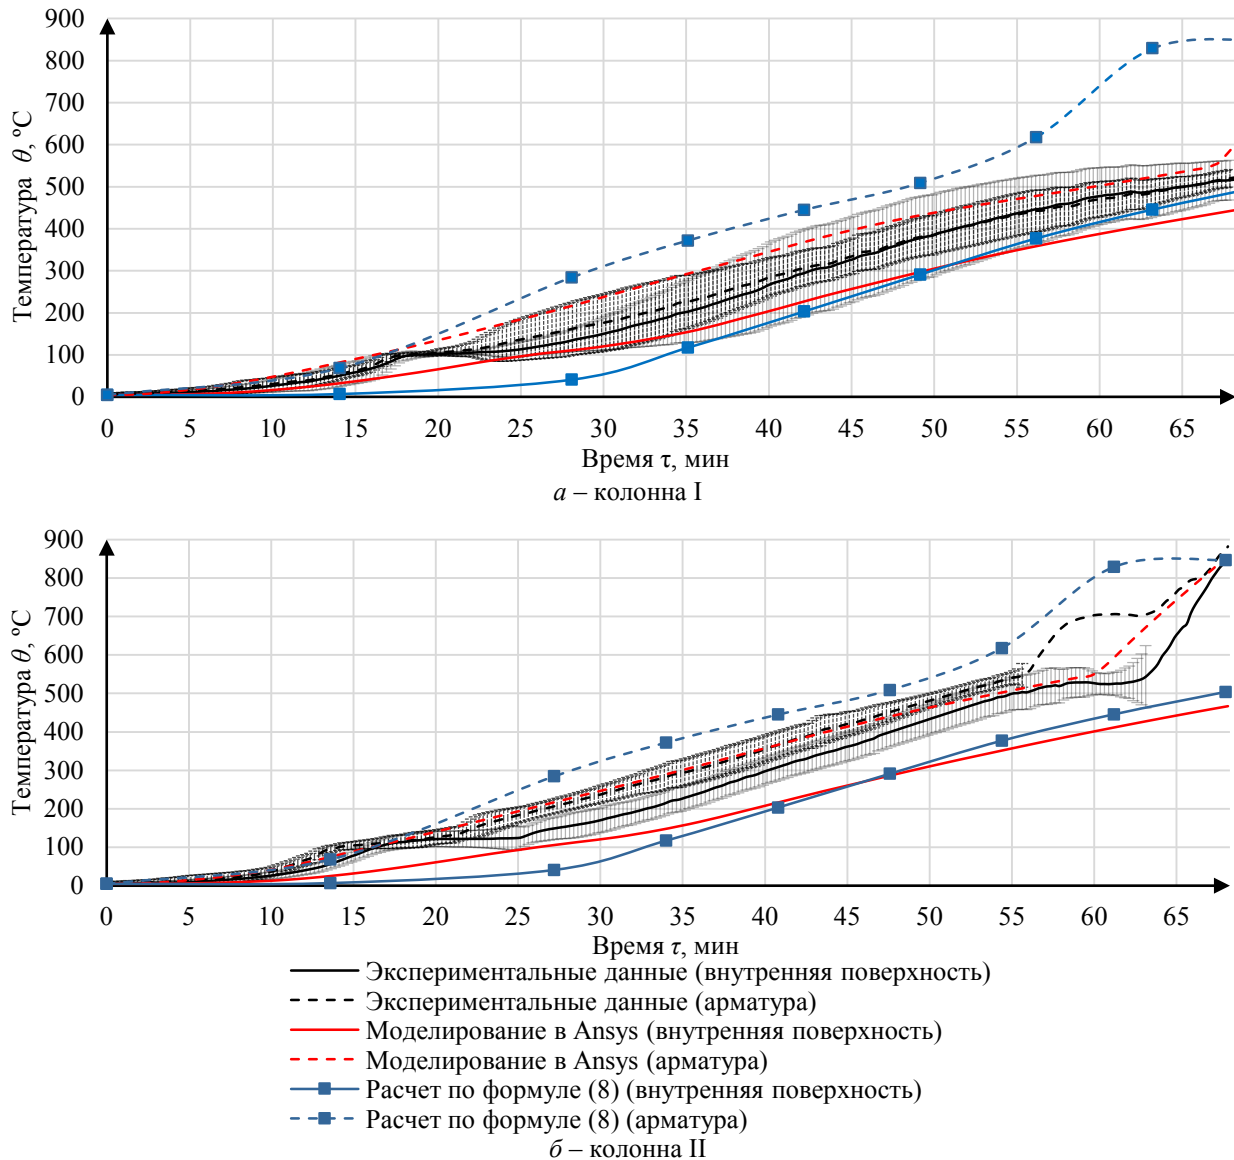 900
800
700
600
500
400
300
200
100
0
Температура θ, ºC
0 5 10 15 20 25 30 35 40 45 50 55 60 65
Время τ, мин
а – колонна I
900
800
700
600
500
400
300
200
100
0
Температура θ, ºC
0 5 10 15 20 25 30 35 40 45 50 55 60 65
Время τ, мин
Экспериментальные данные (внутренняя поверхность)
Экспериментальные данные (арматура)
Моделирование в Ansys (внутренняя поверхность)
Моделирование в Ansys (арматура)
Расчет по формуле (8) (внутренняя поверхность)
Расчет по формуле (8) (арматура)
б – колонна II